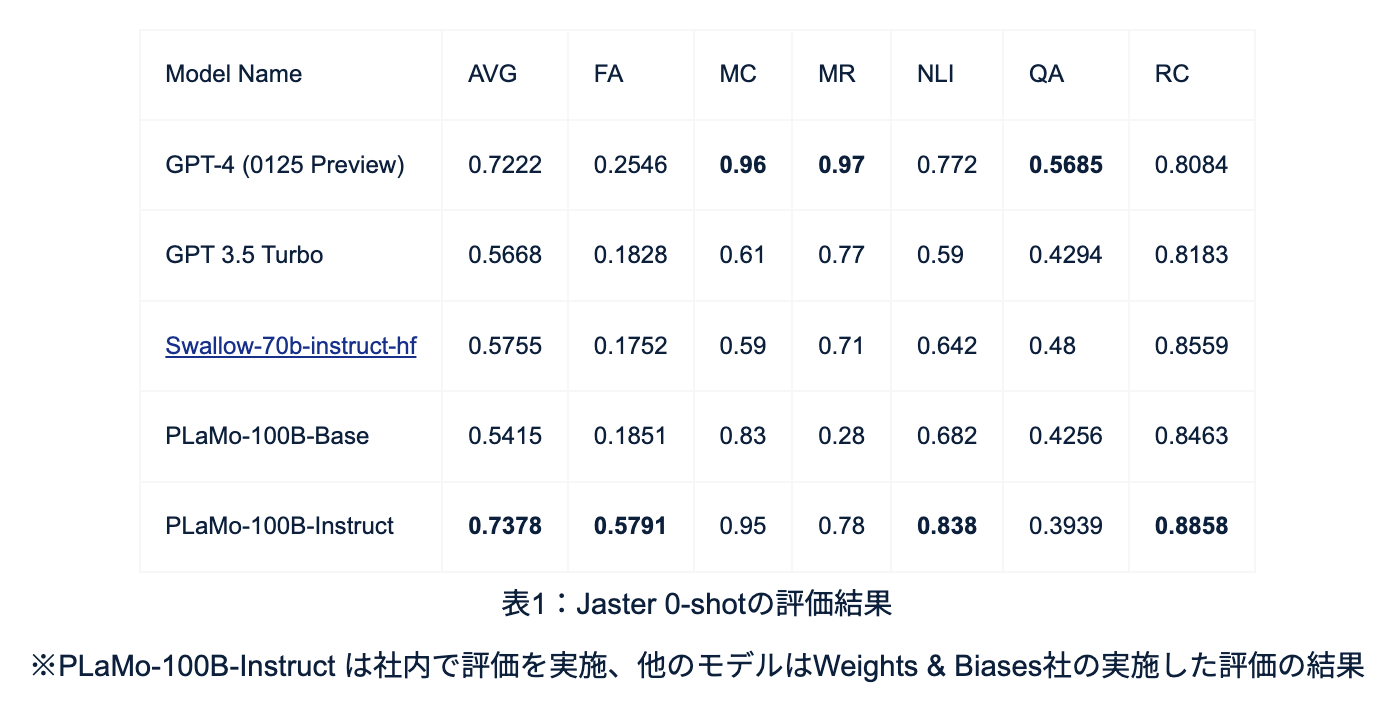 Model Name AVG FA MC MR NLI QA RC
GPT-4 (0125 Preview) 0.7222 0.2546 0.96 0.97 0.772 0.5685 0.8084
GPT 3.5 Turbo 0.5668 0.1828 0.61 0.77 0.59 0.4294 0.8183
Swallow-70b-instruct-hf 0.5755 0.1752 0.59 0.71 0.642 0.48 0.8559
PLaMo-100B-Base 0.5415 0.1851 0.83 0.28 0.682 0.4256 0.8463
PLaMo-100B-Instruct 0.7378 0.5791 0.95 0.78 0.838 0.3939 0.8858
表1：Jaster 0-shotの評価結果
※PLaMo-100B-Instruct は社内で評価を実施、他のモデルはWeights & Biases社の実施した評価の結果